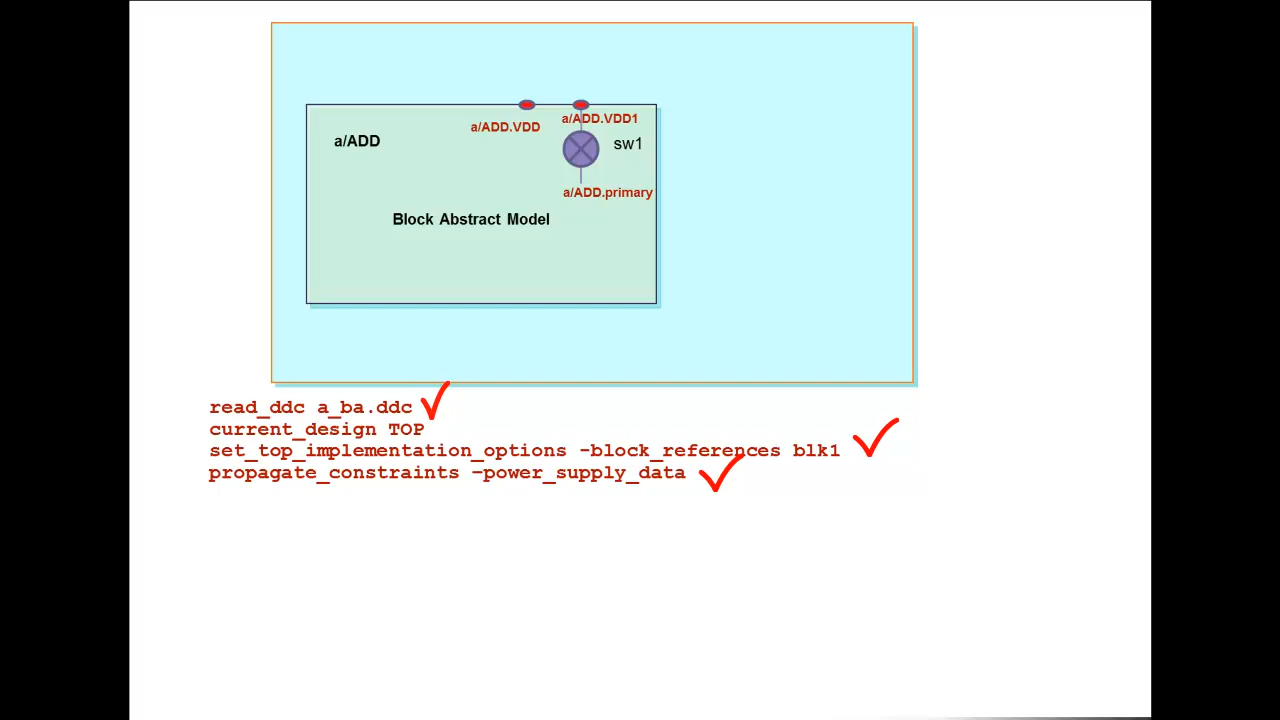 a/ADD.VDD1
a/ADD.VDD
a/ADD
sw1
a/ADD.primary
Block Abstract Model
read_ddc a_ba.ddc
current_design TOP
set_top_implementation_options -block_references blk1
propagate_constraints -power_supply_data